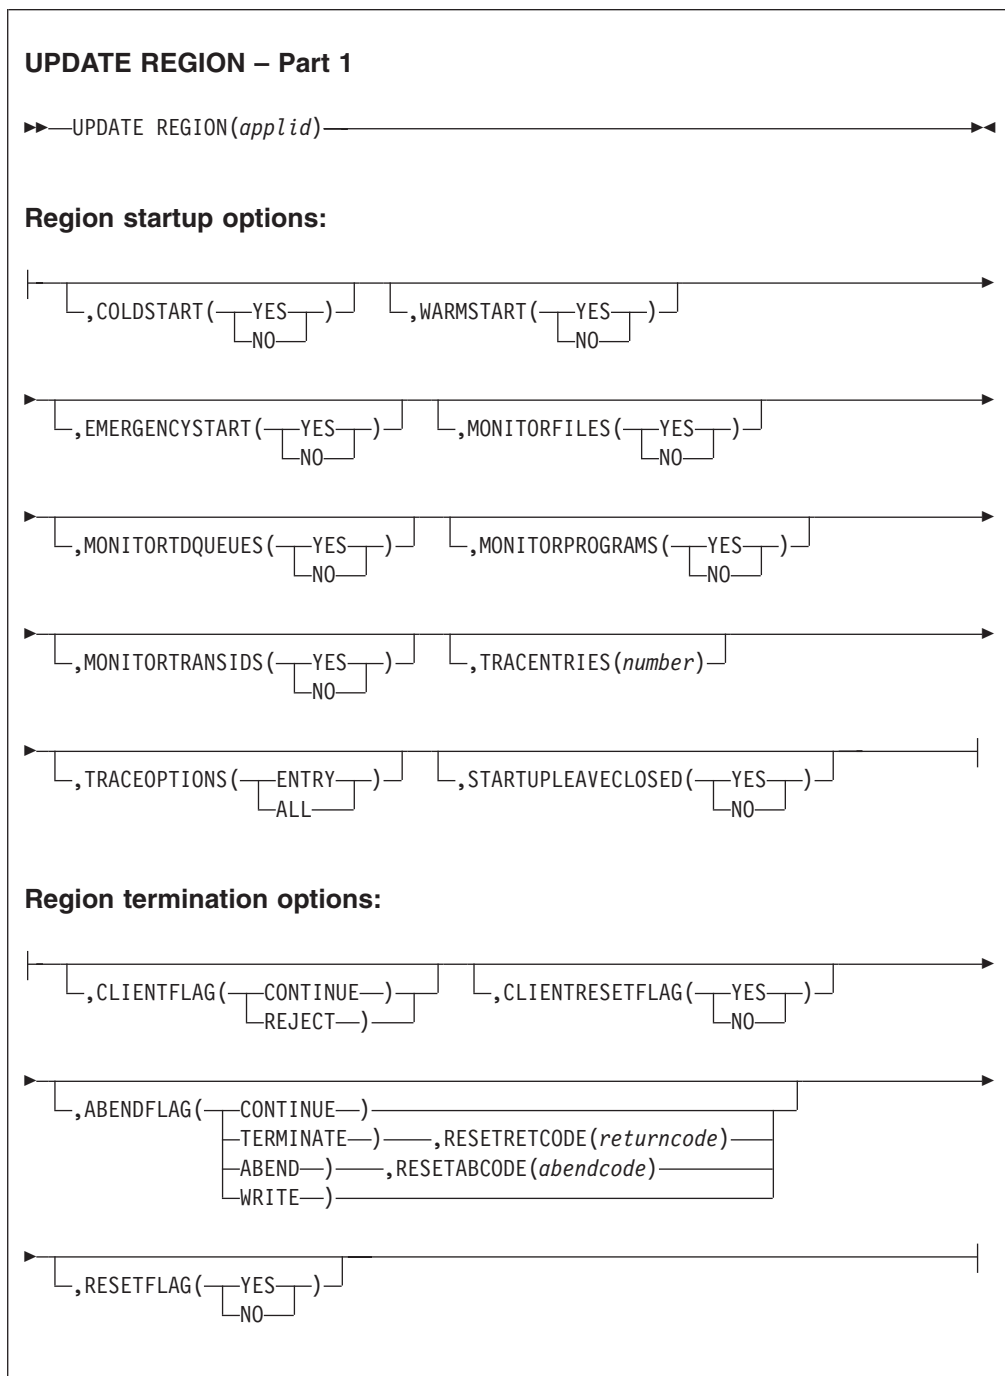 UPDATE REGION – Part 1
UPDATE REGION(applid)
Region startup options:
,COLDSTART( YES ) ,WARMSTART( YES )
NO NO
,EMERGENCYSTART( YES ) ,MONITORFILES( YES )
NO NO
,MONITORTDQUEUES( YES ) ,MONITORPROGRAMS( YES )
NO NO
,MONITORTRANSIDS( YES ) ,TRACENTRIES(number)
NO
,TRACEOPTIONS( ENTRY ) ,STARTUPLEAVECLOSED( YES )
ALL NO
Region termination options:
,CLIENTFLAG( CONTINUE ) ,CLIENTRESETFLAG( YES )
REJECT ) NO
,ABENDFLAG( CONTINUE )
TERMINATE ) ,RESETRETCODE(returncode)
ABEND ) ,RESETABCODE(abendcode)
WRITE )
,RESETFLAG( YES )
NO